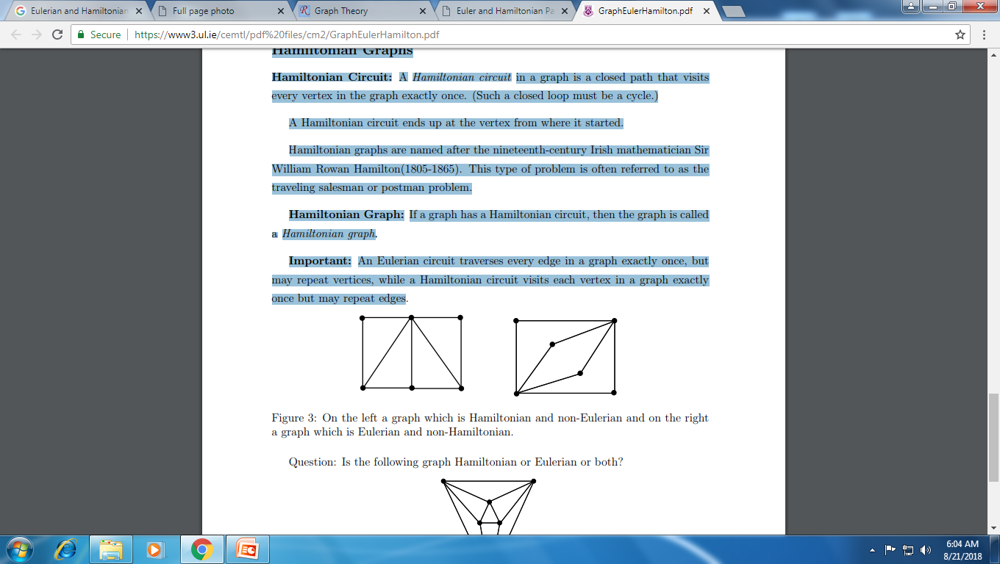 Eulerian and Hamiltonian
Full page photo
Graph Theory
Euler and Hamiltonian Pa
GraphEulerHamilton.pdf
Secure
https://www3.ul.ie/cemtl/pdf%20files/cm2/GraphEulerHamilton.pdf
Hamiltonian Graphs
Hamiltonian Circuit: A Hamiltonian circuit in a graph is a closed path that visits
every vertex in the graph exactly once. (Such a closed loop must be a cycle.)
A Hamiltonian circuit ends up at the vertex from where it started.
Hamiltonian graphs are named after the nineteenth-century Irish mathematician Sir
William Rowan Hamilton(1805-1865). This type of problem is often referred to as the
traveling salesman or postman problem.
Hamiltonian Graph: If a graph has a Hamiltonian circuit, then the graph is called
a Hamiltonian graph.
Important: An Eulerian circuit traverses every edge in a graph exactly once, but
may repeat vertices, while a Hamiltonian circuit visits each vertex in a graph exactly
once but may repeat edges.
Figure 3: On the left a graph which is Hamiltonian and non-Eulerian and on the right
a graph which is Eulerian and non-Hamiltonian.
Question: Is the following graph Hamiltonian or Eulerian or both?
6:04 AM
8/21/2018